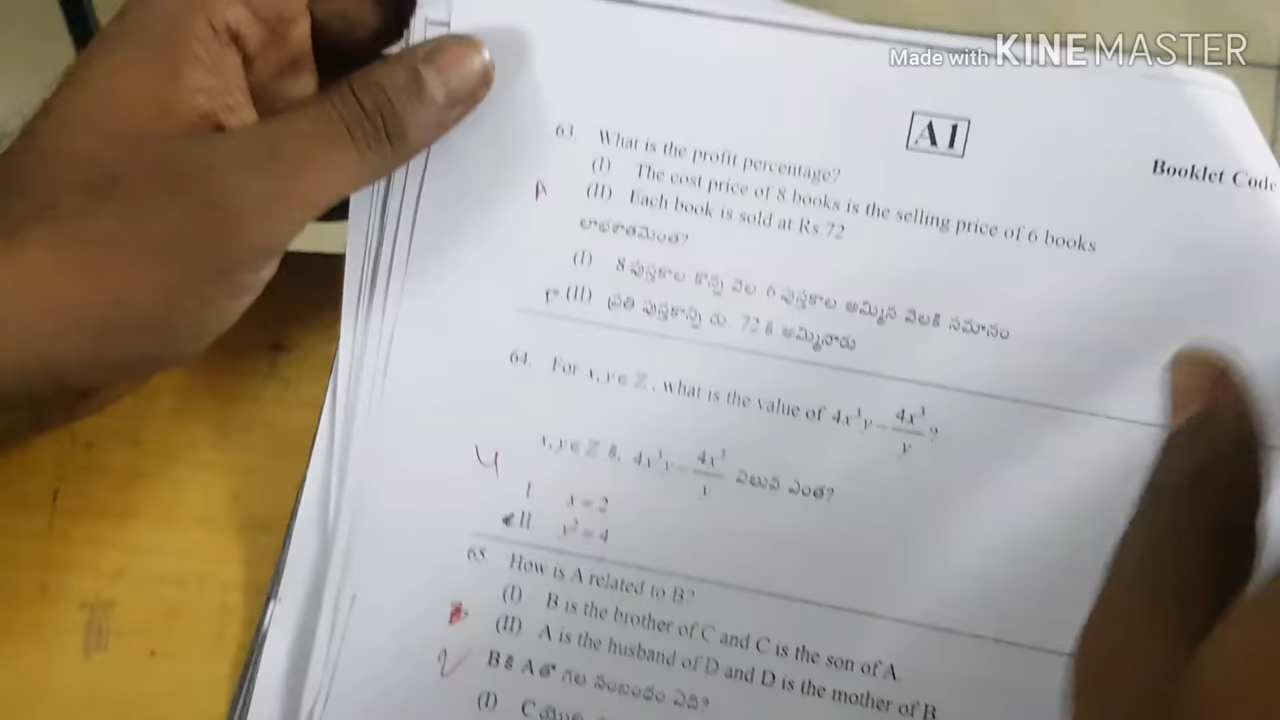 Made with KINEMASTER
A1
Booklet Code
63. What is the profit percentage?
(I) The cost price of 8 books is the selling price of 6 books
(II) Each book is sold at Rs.72
లాభశాతమెంత?
(I) 8 పుస్తకాల కొన్న వెల 6 పుస్తకాల అమ్మిన వెలకి సమానం
(II) ప్రతి పుస్తకాన్ని రు. 72 కి అమ్మినారు
64. For x, y ∈ ℤ, what is the value of 4x³y − 4x³/y ?
x, y ∈ ℤ కి, 4x³y − 4x³/y విలువ ఎంత?
I. x = 2
II. y² = 4
65. How is A related to B?
(I) B is the brother of C and C is the son of A
(II) A is the husband of D and D is the mother of B
B కి A తో గల సంబంధం ఏది?
(I) C